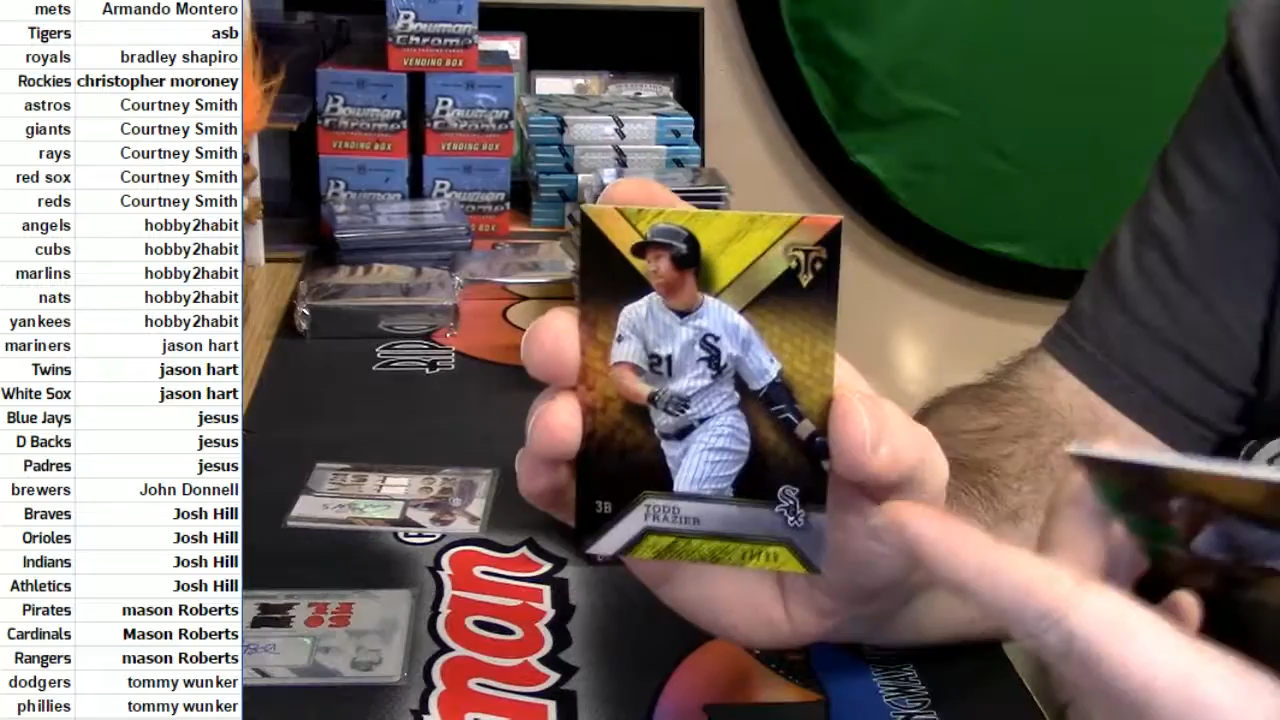 mets Armando Montero
Tigers asb
royals bradley shapiro
Rockies christopher moroney
astros Courtney Smith
giants Courtney Smith
rays Courtney Smith
red sox Courtney Smith
reds Courtney Smith
angels hobby2habit
cubs hobby2habit
marlins hobby2habit
nats hobby2habit
yankees hobby2habit
mariners jason hart
Twins jason hart
White Sox jason hart
Blue Jays jesus
D Backs jesus
Padres jesus
brewers John Donnell
Braves Josh Hill
Orioles Josh Hill
Indians Josh Hill
Athletics Josh Hill
Pirates mason Roberts
Cardinals Mason Roberts
Rangers mason Roberts
dodgers tommy wunker
phillies tommy wunker
Bowman
Chrome
VENDING BOX
Bowman
Chrome
VENDING BOX
Bowman
Chrome
VENDING BOX
Bowman
Bowman
BOX
T
21
Sox
3B
TODD
FRAZIER
Sox
man